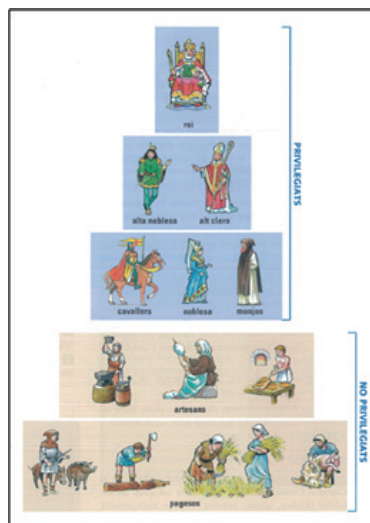 rei
PRIVILEGIATS
alta noblesa
alt clero
cavallers
noblesa
monjos
artesans
NO PRIVILEGIATS
pagesos